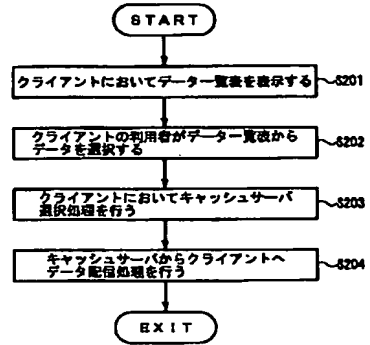 START
クライアントにおいてデータ一覧表を表示する
S201
クライアントの利用者がデータ一覧表から
データを選択する
S202
クライアントにおいてキャッシュサーバ
選択処理を行う
S203
キャッシュサーバからクライアントへ
データ配信処理を行う
S204
EXIT